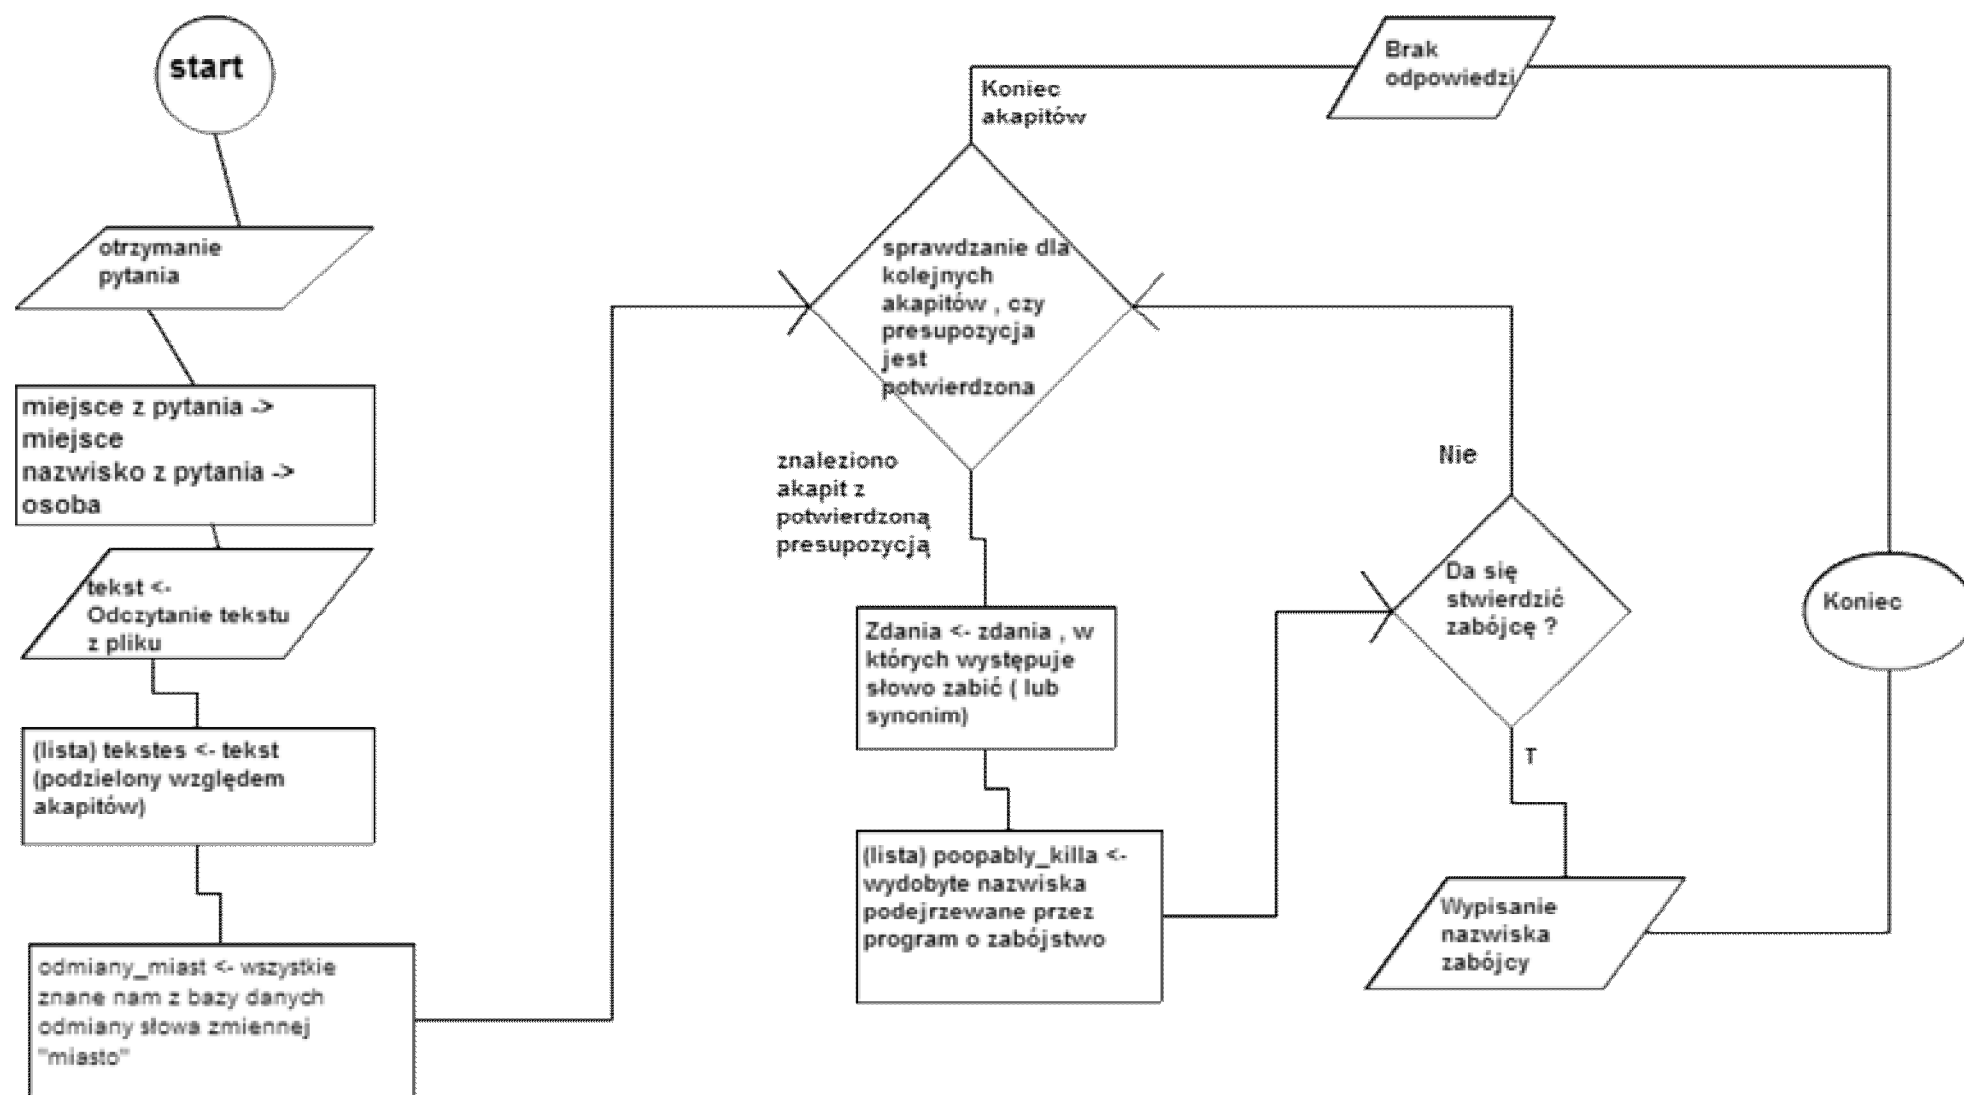 start
otrzymanie
pytania
miejsce z pytania ->
miejsce
nazwisko z pytania ->
osoba
tekst <-
Odczytanie tekstu
z pliku
(lista) tekstes <- tekst
(podzielony względem
akapitów)
odmiany_miast <- wszystkie
znane nam z bazy danych
odmiany słowa zmiennej
"miasto"
Koniec
akapitów
sprawdzanie dla
kolejnych
akapitów , czy
presupozycja
jest
potwierdzona
znaleziono
akapit z
potwierdzoną
presupozycją
Zdania <- zdania , w
których występuje
słowo zabić ( lub
synonim)
(lista) poopably_killa <-
wydobyte nazwiska
podejrzewane przez
program o zabójstwo
Brak
odpowiedzi
Nie
Da się
stwierdzić
zabójcę ?
T
Wypisanie
nazwiska
zabójcy
Koniec